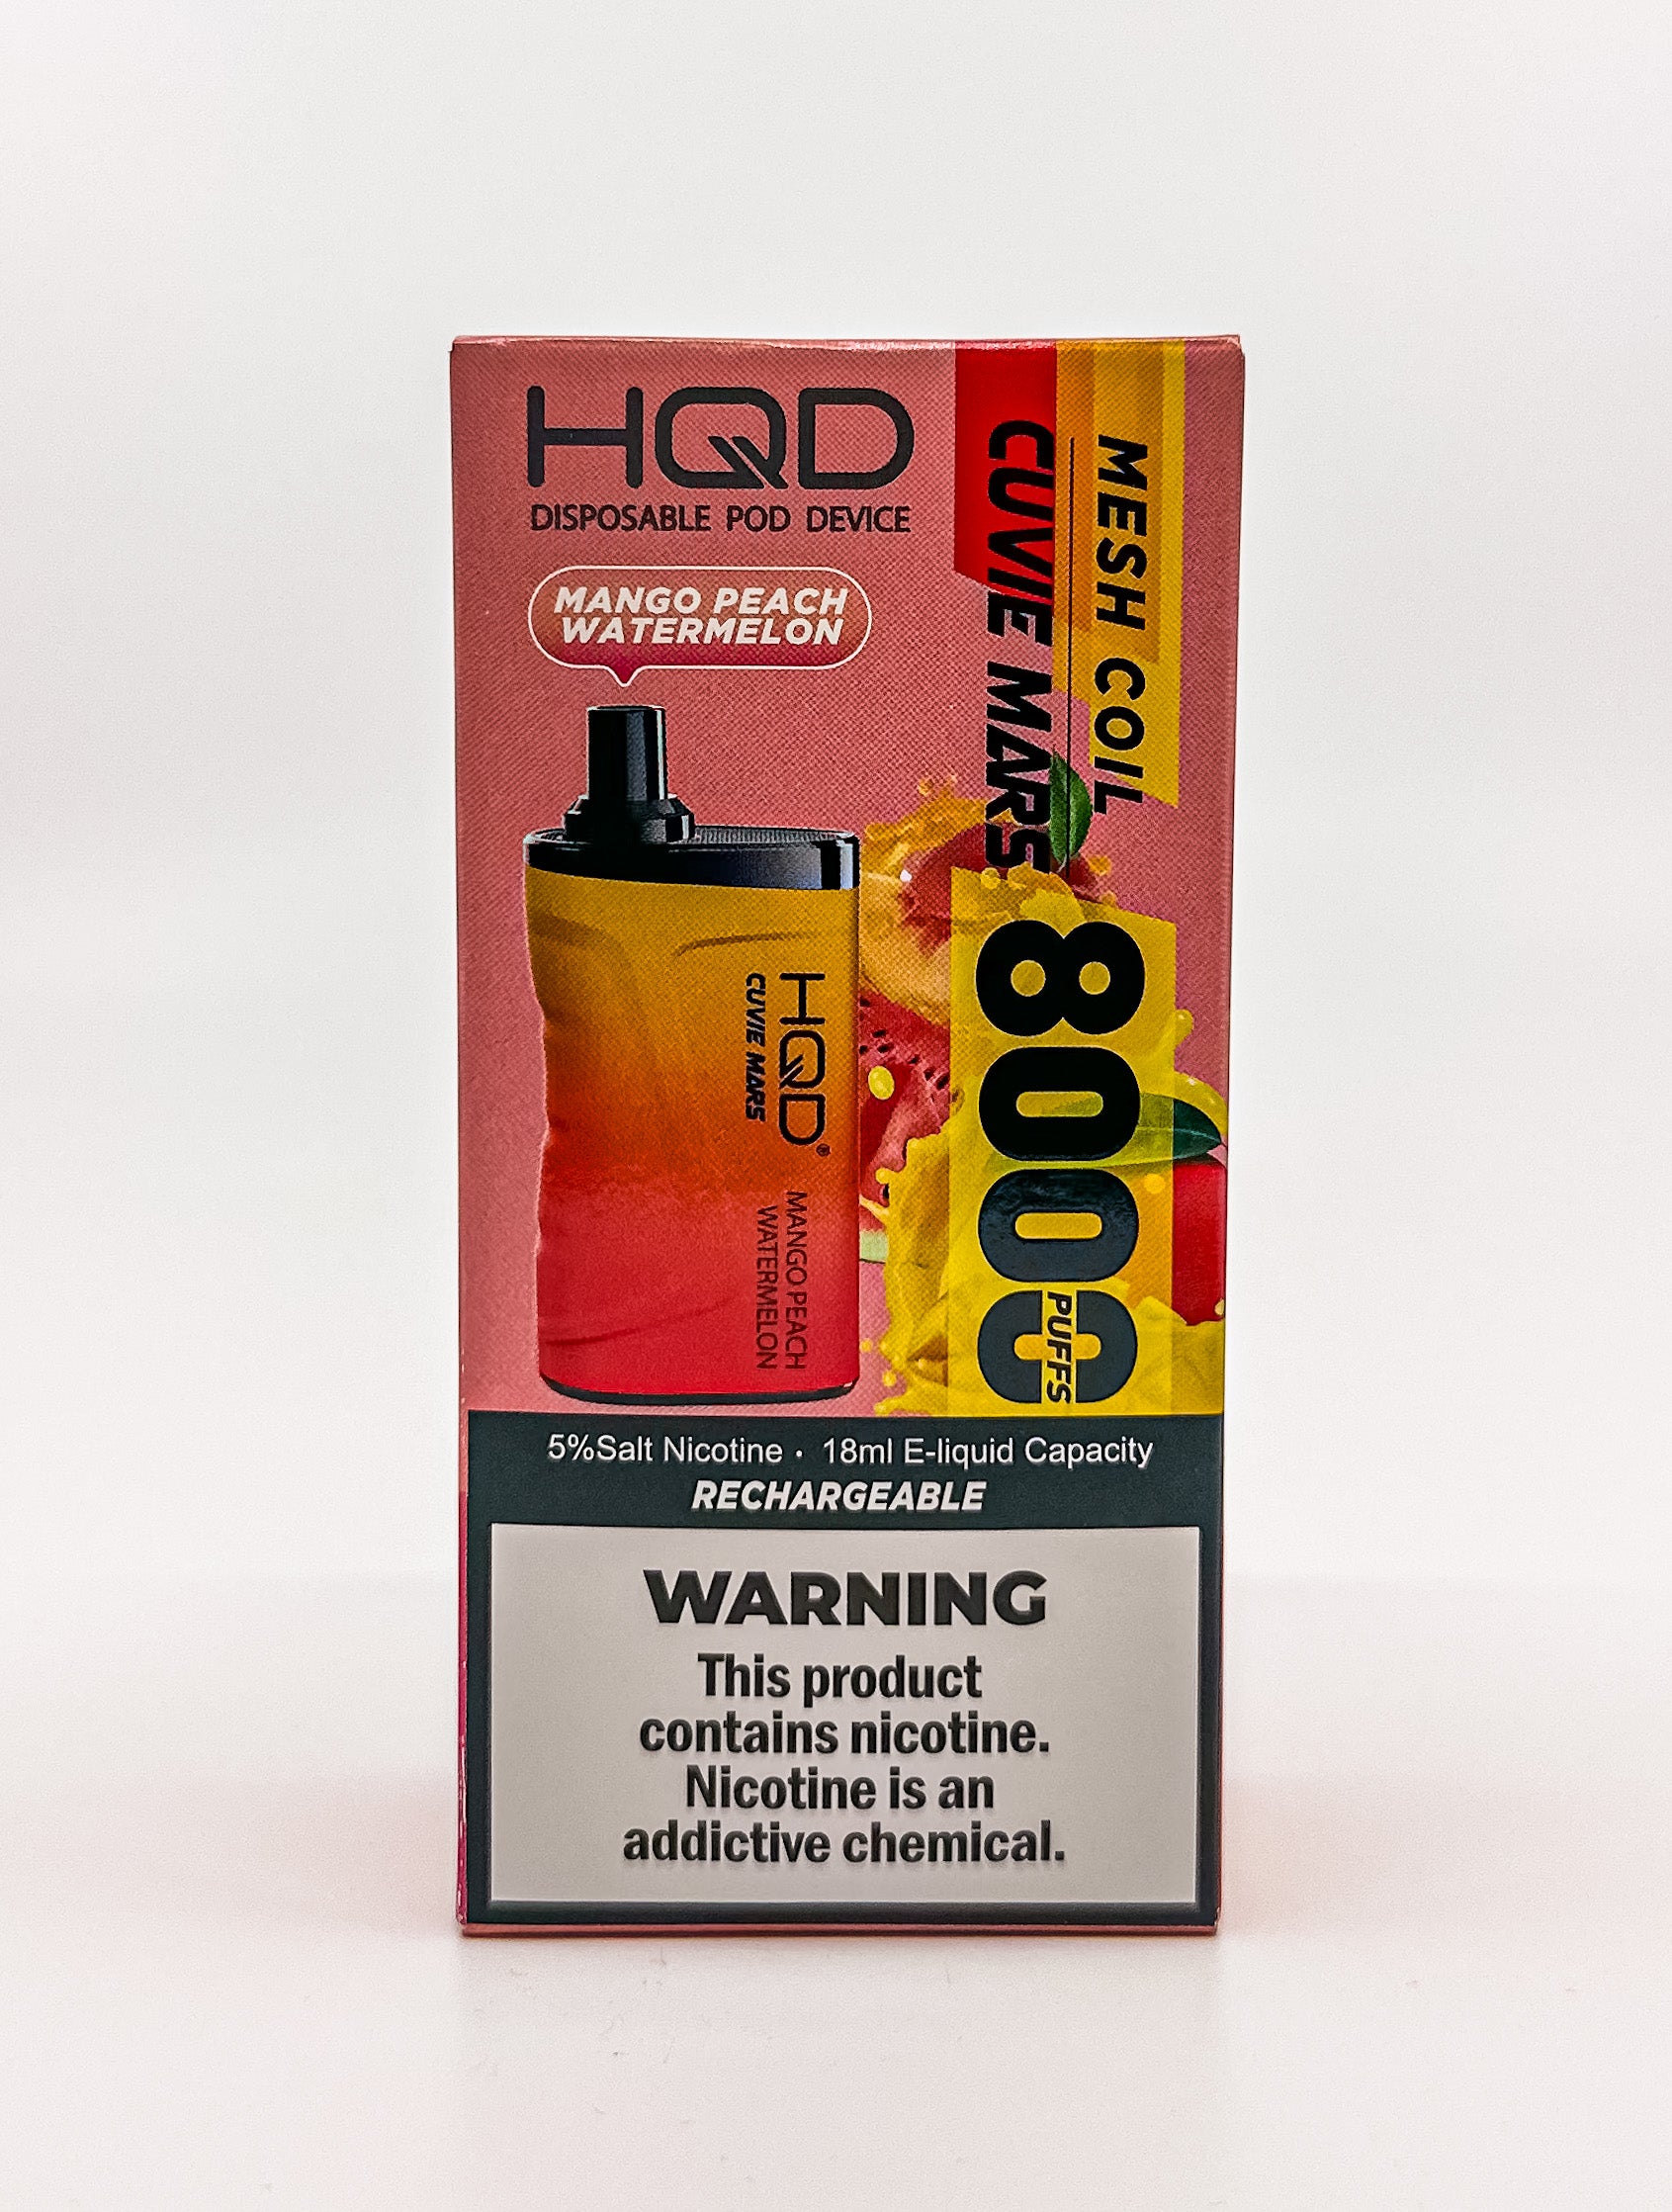 HQD
DISPOSABLE POD DEVICE
MANGO PEACH
WATERMELON
MESH COIL
CUVIE MARS
8000
PUFFS
HQD®
CUVIE MARS
MANGO PEACH
WATERMELON
5%Salt Nicotine · 18ml E-liquid Capacity
RECHARGEABLE
WARNING
This product
contains nicotine.
Nicotine is an
addictive chemical.